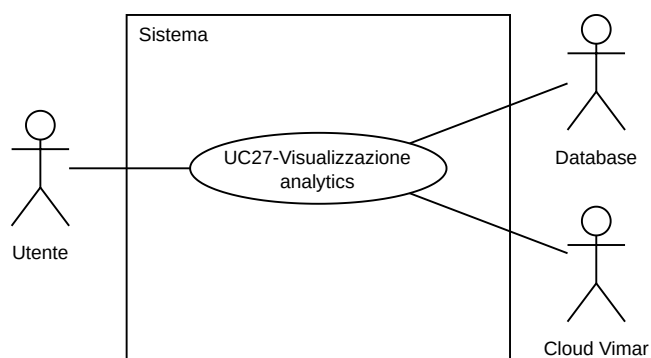 Sistema
UC27-Visualizzazione
analytics
Utente
Database
Cloud Vimar